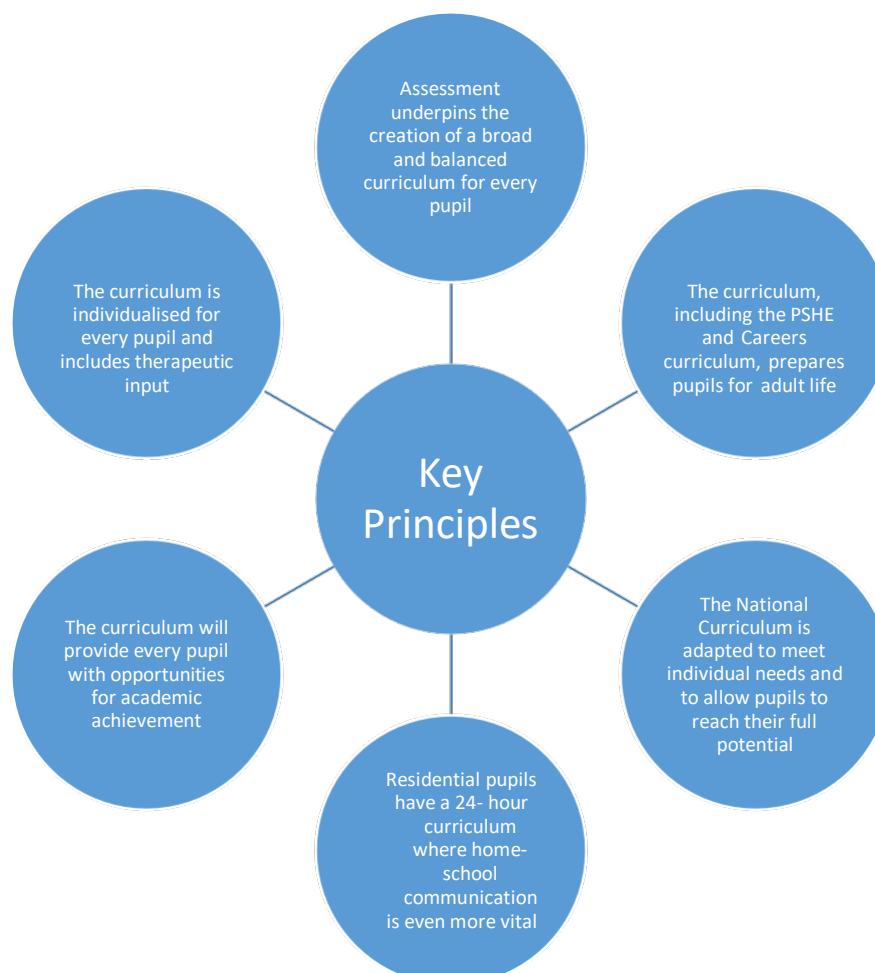 Assessment
underpins the
creation of a broad
and balanced
curriculum for every
pupil
The curriculum is
individualised for
every pupil and
includes therapeutic
input
The curriculum,
including the PSHE
and Careers
curriculum, prepares
pupils for adult life
Key
Principles
The curriculum will
provide every pupil
with opportunities
for academic
achievement
The National
Curriculum is
adapted to meet
individual needs and
to allow pupils to
reach their full
potential
Residential pupils
have a 24- hour
curriculum
where home-
school
communication
is even more vital